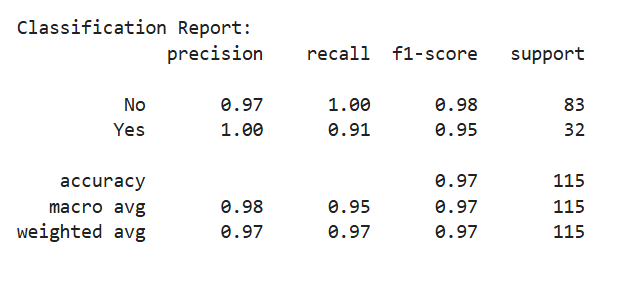 Classification Report:
precision recall f1-score support
No 0.97 1.00 0.98 83
Yes 1.00 0.91 0.95 32
accuracy 0.97 115
macro avg 0.98 0.95 0.97 115
weighted avg 0.97 0.97 0.97 115